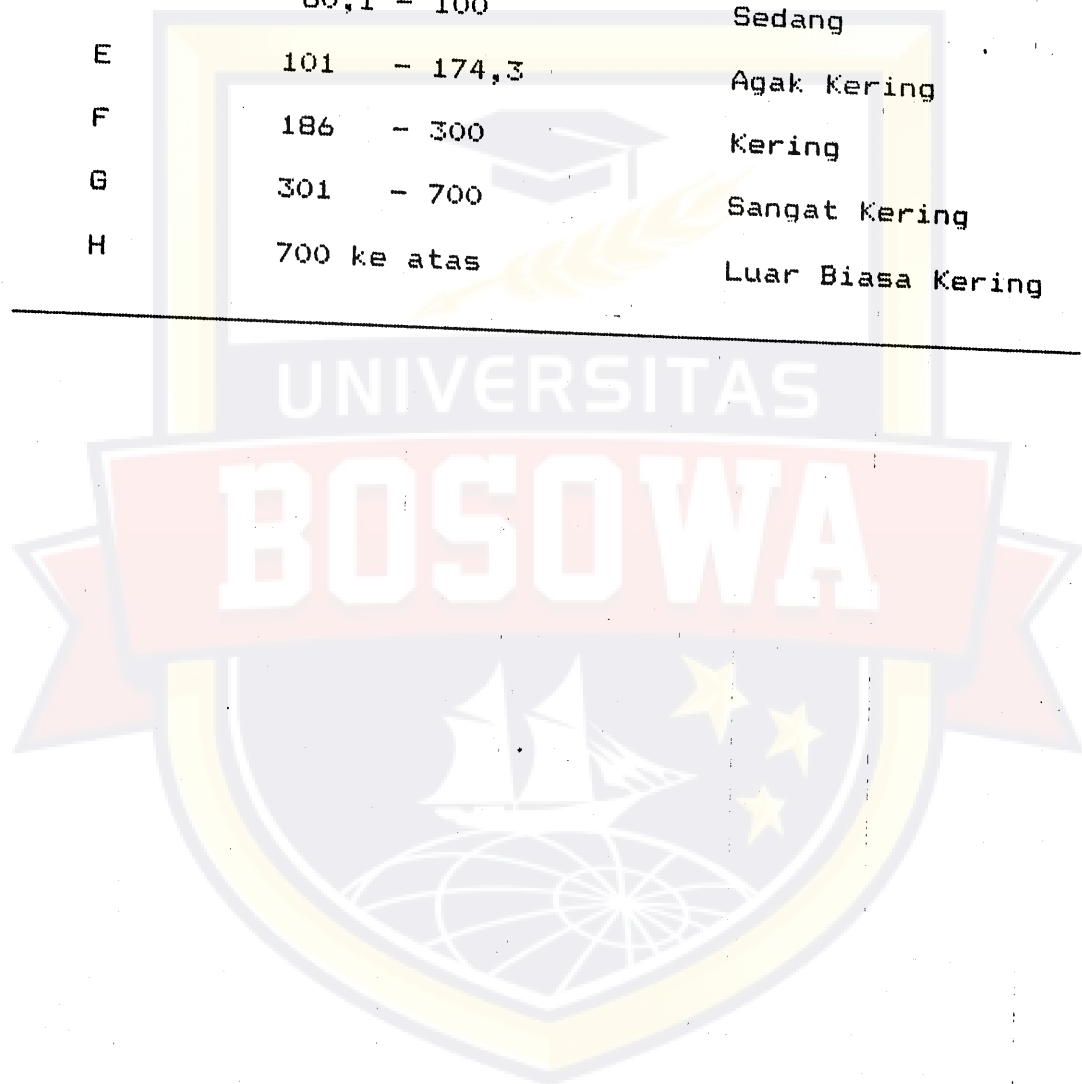 - 100 Sedang
E 101 - 174,3 Agak Kering
F 186 - 300 Kering
G 301 - 700 Sangat Kering
H 700 ke atas Luar Biasa Kering
UNIVERSITAS
BOSOWA